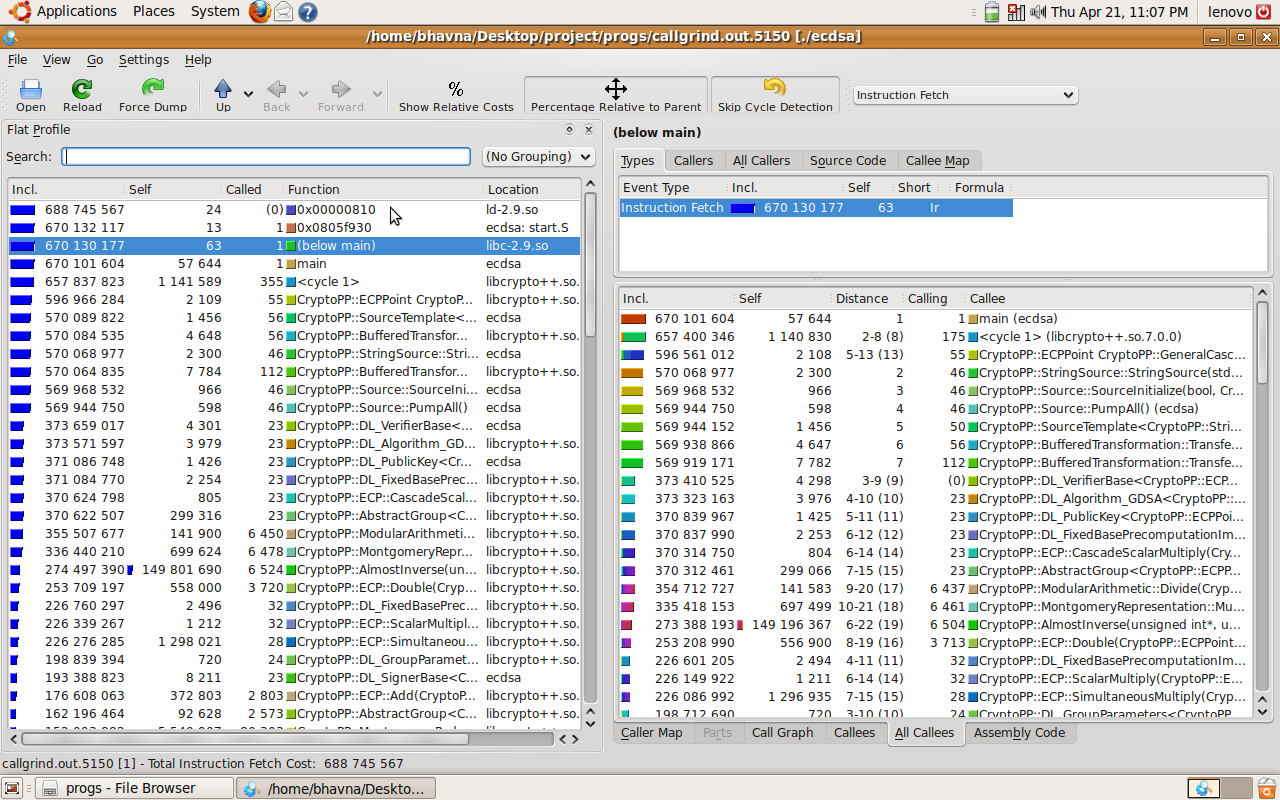 Applications Places System Thu Apr 21, 11:07 PM lenovo
/home/bhavna/Desktop/project/progs/callgrind.out.5150 [./ecdsa]
File View Go Settings Help
Open Reload Force Dump Up Back Forward % Show Relative Costs Percentage Relative to Parent Skip Cycle Detection Instruction Fetch
Flat Profile
Search: (No Grouping)
Incl. Self Called Function Location
688 745 567 24 (0) 0x00000810 ld-2.9.so
670 132 117 13 1 0x0805f930 ecdsa: start.S
670 130 177 63 1 (below main) libc-2.9.so
670 101 604 57 644 1 main ecdsa
657 837 823 1 141 589 355 <cycle 1> libcrypto++.so.
596 966 284 2 109 55 CryptoPP::ECPPoint CryptoP... libcrypto++.so.
570 089 822 1 456 56 CryptoPP::SourceTemplate<... ecdsa
570 084 535 4 648 56 CryptoPP::BufferedTransfor... libcrypto++.so.
570 068 977 2 300 46 CryptoPP::StringSource::Stri... ecdsa
570 064 835 7 784 112 CryptoPP::BufferedTransfor... libcrypto++.so.
569 968 532 966 46 CryptoPP::Source::SourceIni... ecdsa
569 944 750 598 46 CryptoPP::Source::PumpAll() ecdsa
373 659 017 4 301 23 CryptoPP::DL_VerifierBase<... ecdsa
373 571 597 3 979 23 CryptoPP::DL_Algorithm_GD... libcrypto++.so.
371 086 748 1 426 23 CryptoPP::DL_PublicKey<Cr... ecdsa
371 084 770 2 254 23 CryptoPP::DL_FixedBasePrec... libcrypto++.so.
370 624 798 805 23 CryptoPP::ECP::CascadeScal... libcrypto++.so.
370 622 507 299 316 23 CryptoPP::AbstractGroup<C... libcrypto++.so.
355 507 677 141 900 6 450 CryptoPP::ModularArithmeti... libcrypto++.so.
336 440 210 699 624 6 478 CryptoPP::MontgomeryRepr... libcrypto++.so.
274 497 390 149 801 690 6 524 CryptoPP::AlmostInverse(un... libcrypto++.so.
253 709 197 558 000 3 720 CryptoPP::ECP::Double(Cryp... libcrypto++.so.
226 760 297 2 496 32 CryptoPP::DL_FixedBasePrec... libcrypto++.so.
226 339 267 1 212 32 CryptoPP::ECP::ScalarMultipl... libcrypto++.so.
226 276 285 1 298 021 28 CryptoPP::ECP::Simultaneou... libcrypto++.so.
198 839 394 720 24 CryptoPP::DL_GroupParamet... libcrypto++.so.
193 388 823 8 211 23 CryptoPP::DL_SignerBase<C... ecdsa
176 608 063 372 803 2 803 CryptoPP::ECP::Add(CryptoP... libcrypto++.so.
162 196 464 92 628 2 573 CryptoPP::AbstractGroup<C... libcrypto++.so.
(below main)
Types Callers All Callers Source Code Callee Map
Event Type Incl. Self Short Formula
Instruction Fetch 670 130 177 63 Ir
Incl. Self Distance Calling Callee
670 101 604 57 644 1 1 main (ecdsa)
657 400 346 1 140 830 2-8 (8) 175 <cycle 1> (libcrypto++.so.7.0.0)
596 561 012 2 108 5-13 (13) 55 CryptoPP::ECPPoint CryptoPP::GeneralCasc...
570 068 977 2 300 2 46 CryptoPP::StringSource::StringSource(std...
569 968 532 966 3 46 CryptoPP::Source::SourceInitialize(bool, Cr...
569 944 750 598 4 46 CryptoPP::Source::PumpAll() (ecdsa)
569 944 152 1 456 5 50 CryptoPP::SourceTemplate<CryptoPP::Stri...
569 938 866 4 647 6 56 CryptoPP::BufferedTransformation::Transfe...
569 919 171 7 782 7 112 CryptoPP::BufferedTransformation::Transfe...
373 410 525 4 298 3-9 (9) (0) CryptoPP::DL_VerifierBase<CryptoPP::ECP...
373 323 163 3 976 4-10 (10) 23 CryptoPP::DL_Algorithm_GDSA<CryptoPP::...
370 839 967 1 425 5-11 (11) 23 CryptoPP::DL_PublicKey<CryptoPP::ECPPoi...
370 837 990 2 253 6-12 (12) 23 CryptoPP::DL_FixedBasePrecomputationIm...
370 314 750 804 6-14 (14) 23 CryptoPP::ECP::CascadeScalarMultiply(Cry...
370 312 461 299 066 7-15 (15) 23 CryptoPP::AbstractGroup<CryptoPP::ECPP...
354 712 727 141 583 9-20 (17) 6 437 CryptoPP::ModularArithmetic::Divide(Cryp...
335 418 153 697 499 10-21 (18) 6 461 CryptoPP::MontgomeryRepresentation::Mu...
273 388 193 149 196 367 6-22 (19) 6 504 CryptoPP::AlmostInverse(unsigned int*, u...
253 208 990 556 900 8-19 (16) 3 713 CryptoPP::ECP::Double(CryptoPP::ECPPoint...
226 601 205 2 494 4-11 (11) 32 CryptoPP::DL_FixedBasePrecomputationIm...
226 149 922 1 211 6-14 (14) 32 CryptoPP::ECP::ScalarMultiply(CryptoPP::E...
226 086 992 1 296 935 7-15 (15) 28 CryptoPP::ECP::SimultaneousMultiply(Cryp...
198 712 690 720 3-10 (10) 24 CryptoPP::DL_GroupParameters<CryptoPP...
Caller Map Parts Call Graph Callees All Callees Assembly Code
callgrind.out.5150 [1] - Total Instruction Fetch Cost: 688 745 567
progs - File Browser /home/bhavna/Deskto...